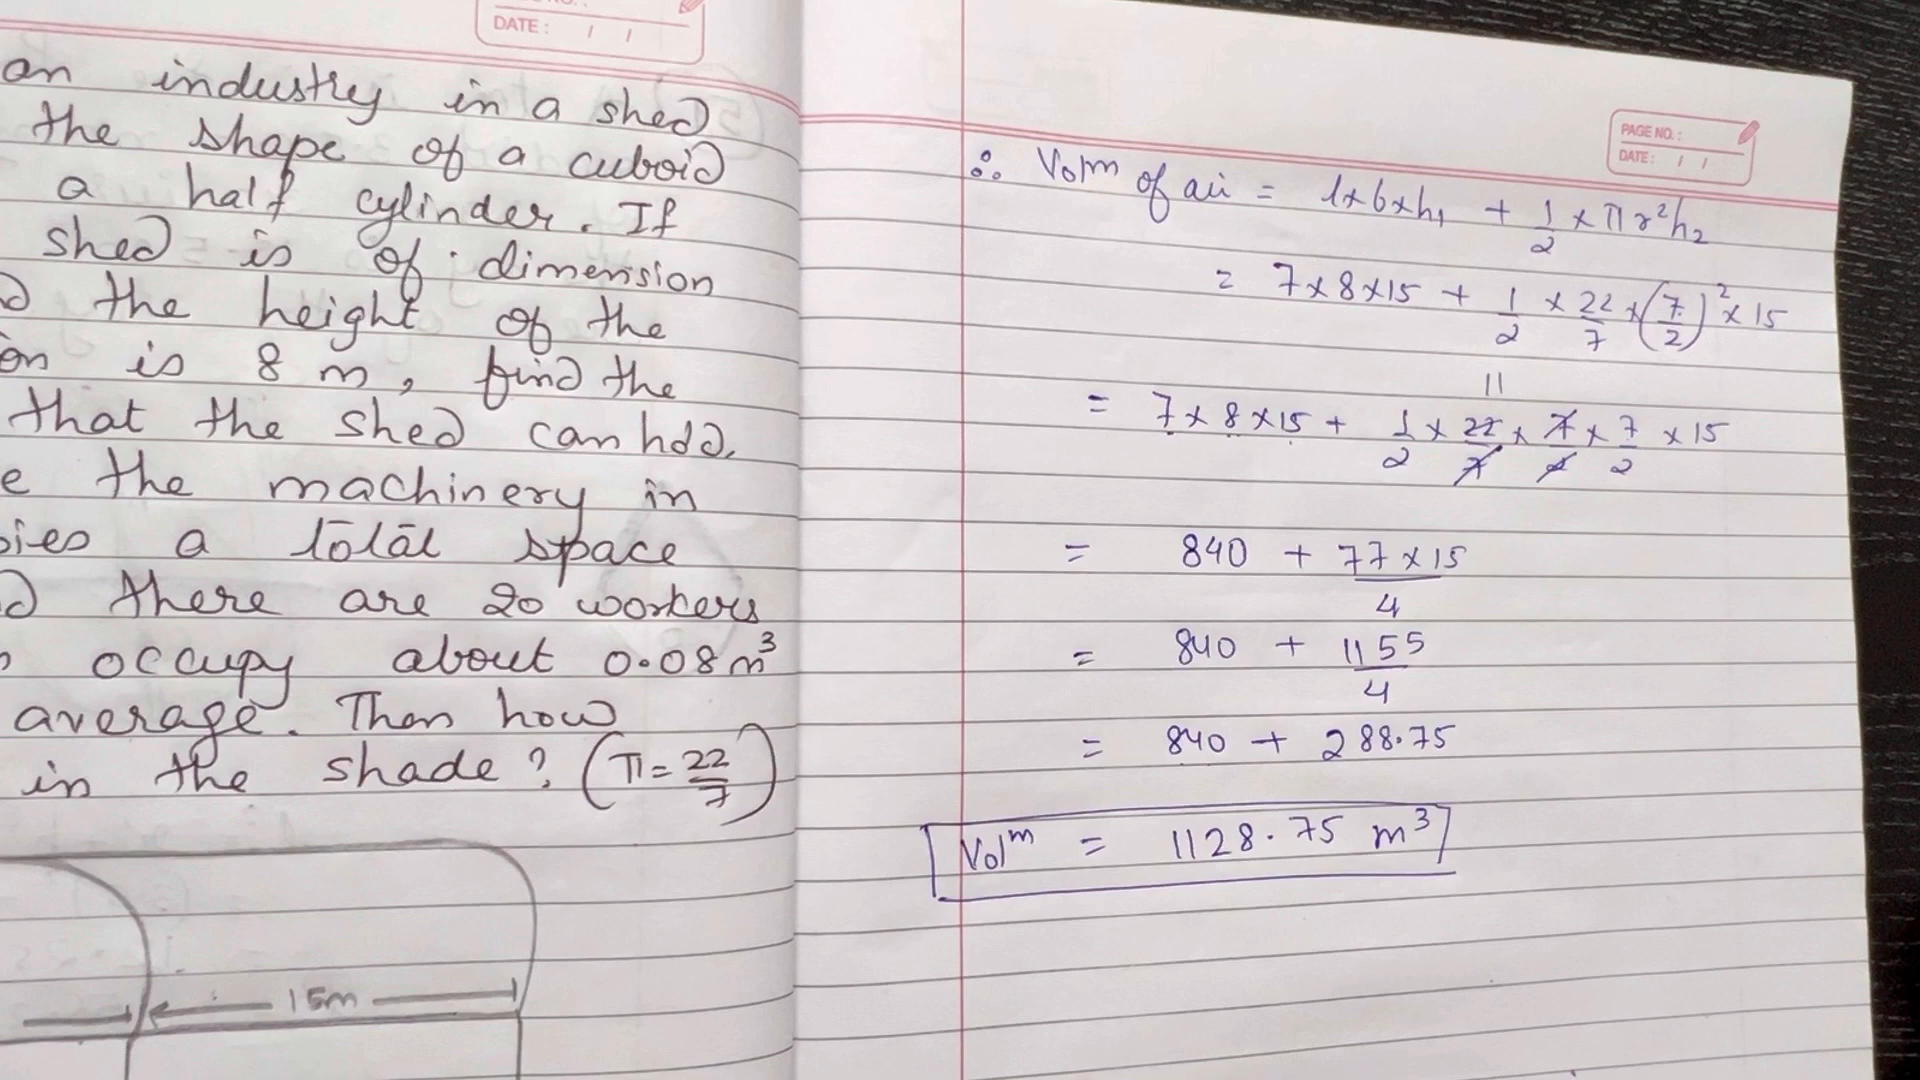 DATE: / /
an industry in a shed
the shape of a cuboid
a half cylinder. If
shed is of dimension
the height of the
on is 8 m, find the
that the shed can hold.
e the machinery in
pies a total space
d there are 20 workers
occupy about 0.08 m³
average. Then how
in the shade? (π = 22/7)
15m
PAGE NO.:
DATE: / /
∴ Volm of air = l×b×h₁ + 1/2 × πr²h₂
= 7×8×15 + 1/2 × 22/7 × (7/2)² × 15
11
= 7×8×15 + 1/2 × 22/7 × 7/2 × 7/2 × 15
= 840 + 77×15/4
= 840 + 1155/4
= 840 + 288.75
Volᵐ = 1128.75 m³